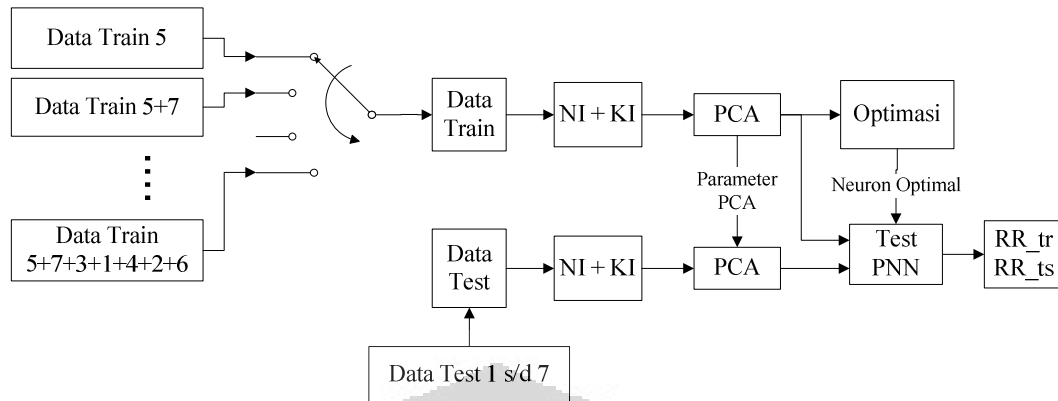 Data Train 5
Data Train 5+7
Data Train
5+7+3+1+4+2+6
Data
Train
NI + KI
PCA
Optimasi
Parameter
PCA
Neuron Optimal
Data
Test
NI + KI
PCA
Test
PNN
RR_tr
RR_ts
Data Test 1 s/d 7